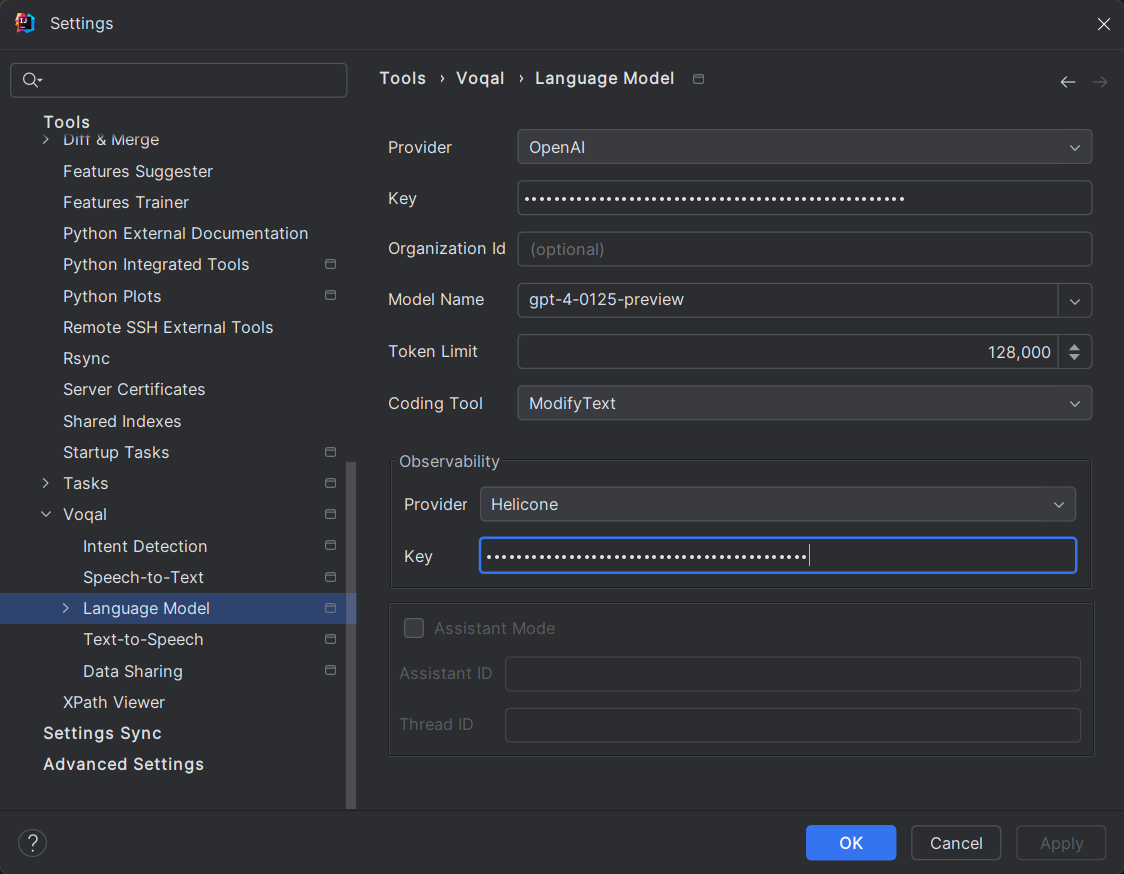 Settings
Tools
Diff & Merge
Features Suggester
Features Trainer
Python External Documentation
Python Integrated Tools
Python Plots
Remote SSH External Tools
Rsync
Server Certificates
Shared Indexes
Startup Tasks
Tasks
Voqal
Intent Detection
Speech-to-Text
Language Model
Text-to-Speech
Data Sharing
XPath Viewer
Settings Sync
Advanced Settings
Tools › Voqal › Language Model
Provider OpenAI
Key ••••••••••••••••••••••••••••••••••••••••••••••••••
Organization Id (optional)
Model Name gpt-4-0125-preview
Token Limit 128,000
Coding Tool ModifyText
Observability
Provider Helicone
Key ••••••••••••••••••••••••••••••••••••••••••
Assistant Mode
Assistant ID
Thread ID
? OK Cancel Apply